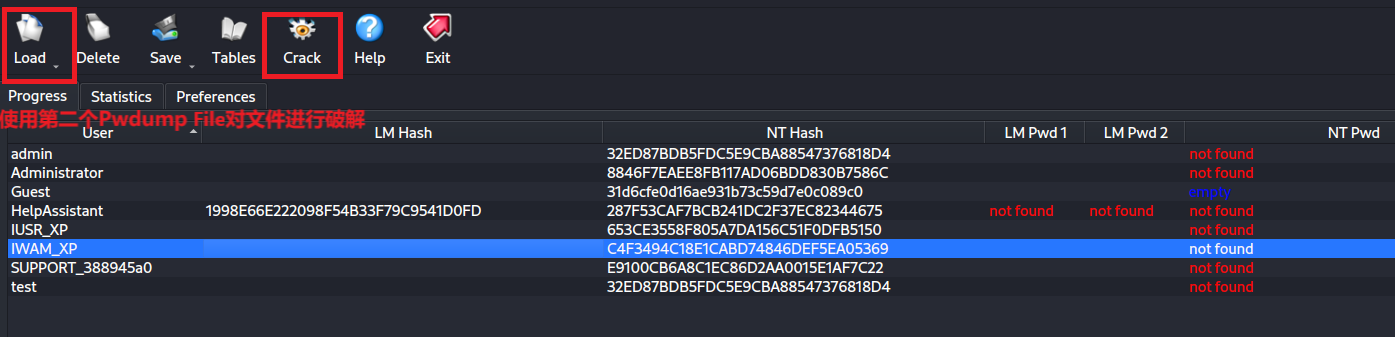 Load Delete Save Tables Crack Help Exit
Progress Statistics Preferences
使用第二个Pwdump File对文件进行破解
User LM Hash NT Hash LM Pwd 1 LM Pwd 2 NT Pwd
admin 32ED87BDB5FDC5E9CBA88547376818D4 not found
Administrator 8846F7EAEE8FB117AD06BDD830B7586C not found
Guest 31d6cfe0d16ae931b73c59d7e0c089c0 empty
HelpAssistant 1998E66E222098F54B33F79C9541D0FD 287F53CAF7BCB241DC2F37EC82344675 not found not found not found
IUSR_XP 653CE3558F805A7DA156C51F0DFB5150 not found
IWAM_XP C4F3494C18E1CABD74846DEF5EA05369 not found
SUPPORT_388945a0 E9100CB6A8C1EC86D2AA0015E1AF7C22 not found
test 32ED87BDB5FDC5E9CBA88547376818D4 not found